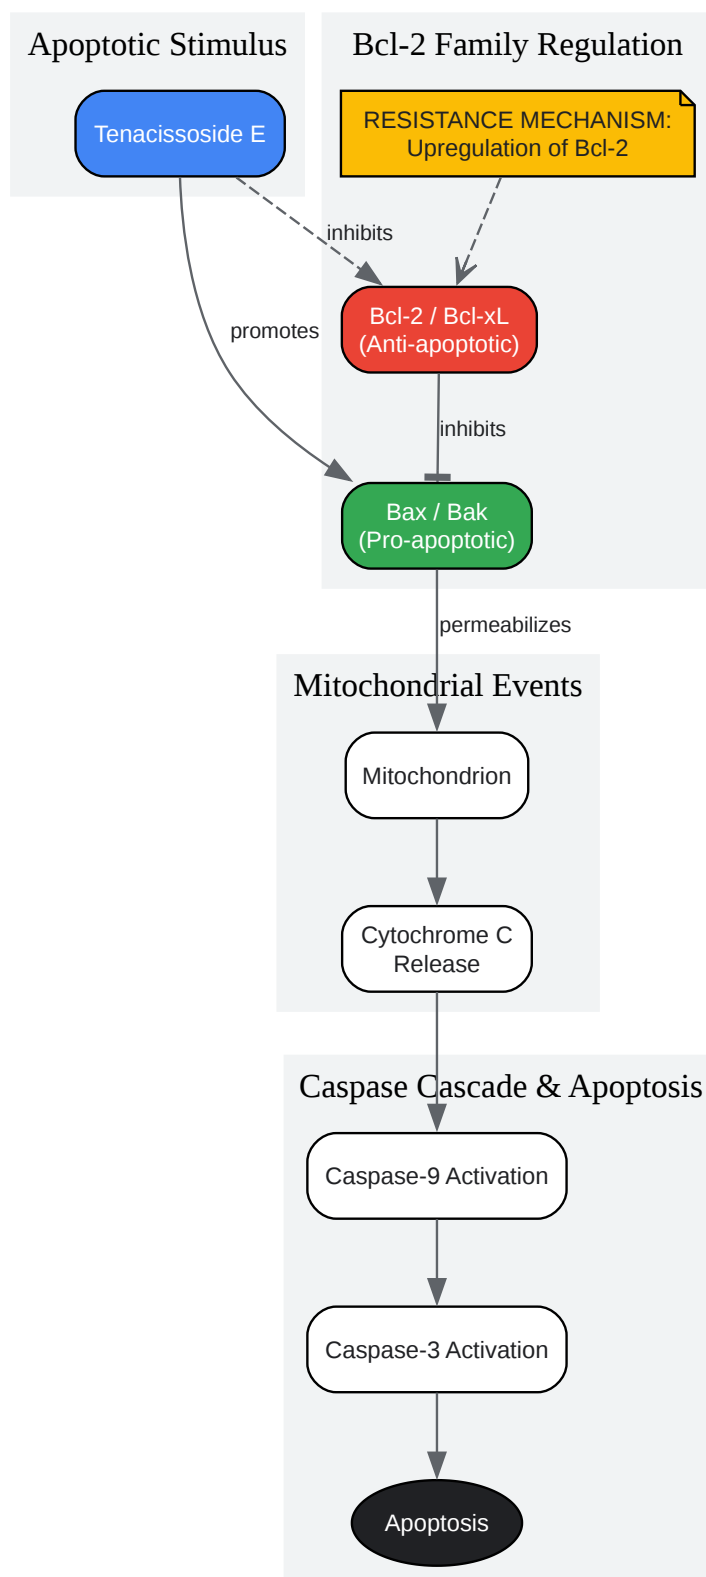 Apoptotic Stimulus
Bcl-2 Family Regulation
Tenacissoside E
RESISTANCE MECHANISM:
Upregulation of Bcl-2
inhibits
Bcl-2 / Bcl-xL
(Anti-apoptotic)
promotes
inhibits
Bax / Bak
(Pro-apoptotic)
permeabilizes
Mitochondrial Events
Mitochondrion
Cytochrome C
Release
Caspase Cascade & Apoptosis
Caspase-9 Activation
Caspase-3 Activation
Apoptosis